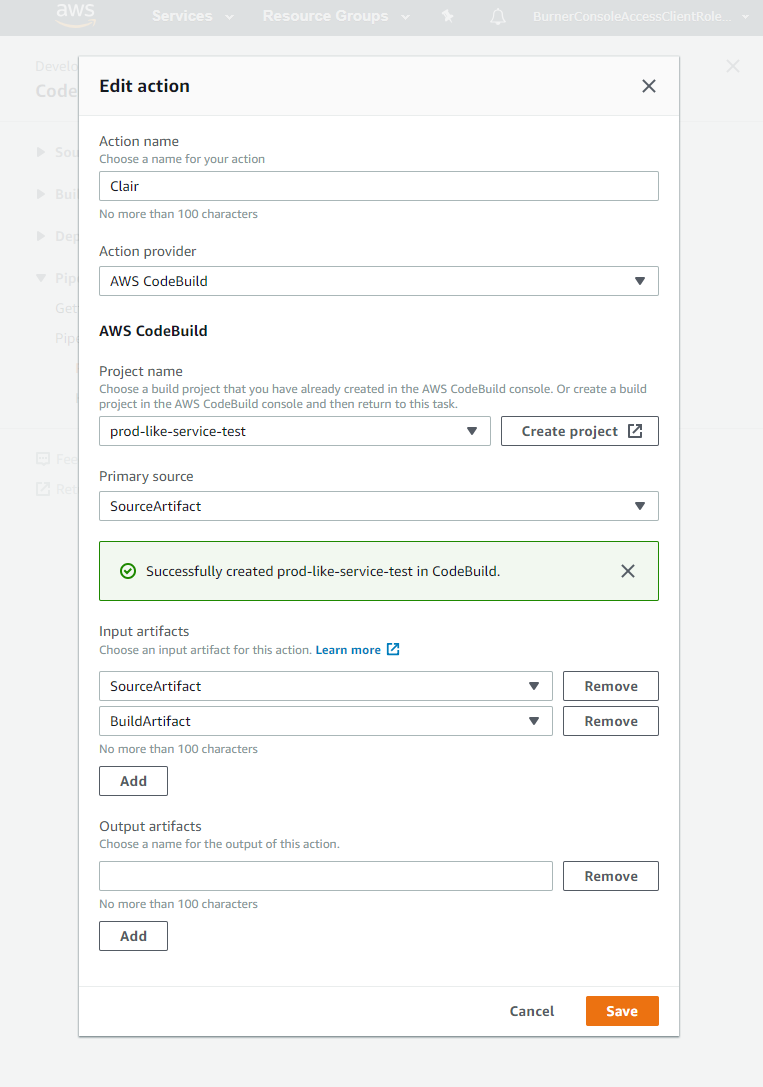 aws
Services
Resource Groups
BurnerConsoleAccessClientRole...
Develo
Code
Edit action
Action name
Choose a name for your action
Clair
No more than 100 characters
Action provider
AWS CodeBuild
AWS CodeBuild
Project name
Choose a build project that you have already created in the AWS CodeBuild console. Or create a build
project in the AWS CodeBuild console and then return to this task.
prod-like-service-test
Create project
Primary source
SourceArtifact
Successfully created prod-like-service-test in CodeBuild.
Input artifacts
Choose an input artifact for this action. Learn more
SourceArtifact
Remove
BuildArtifact
Remove
No more than 100 characters
Add
Output artifacts
Choose a name for the output of this action.
Remove
No more than 100 characters
Add
Cancel
Save
Sou
Buil
Dep
Pipe
Get
Pipe
Fee
Ret